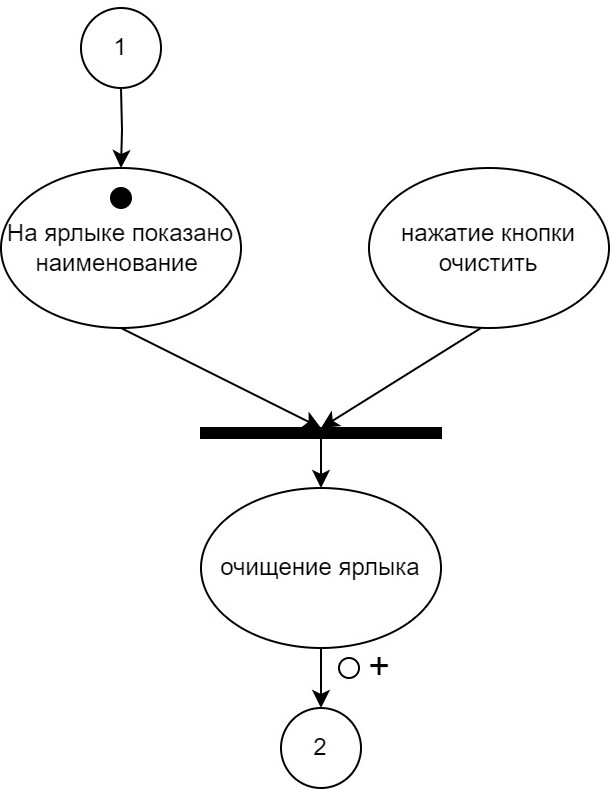 1
На ярлыке показано
наименование
нажатие кнопки
очистить
очищение ярлыка
+
2